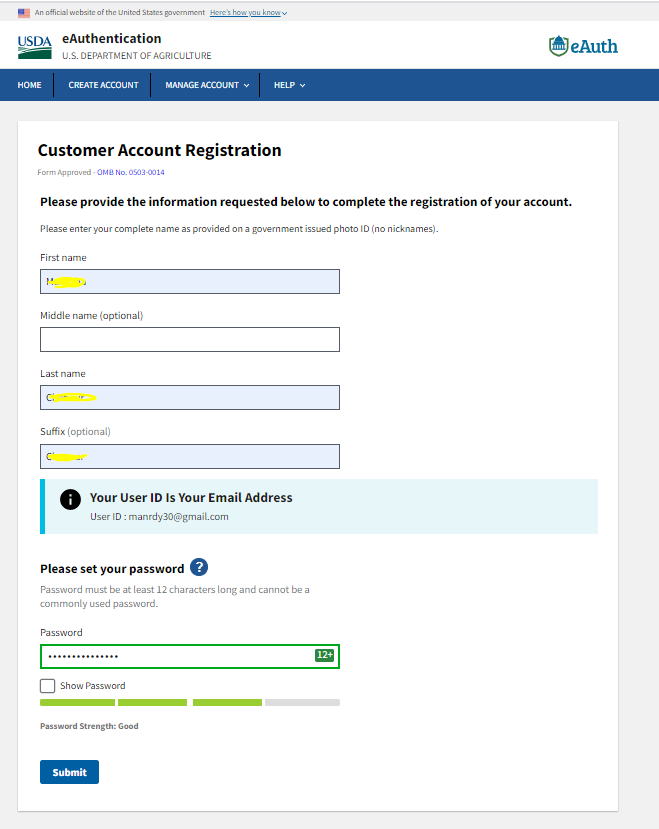 An official website of the United States government Here's how you know
USDA
eAuthentication
U.S. DEPARTMENT OF AGRICULTURE
eAuth
HOME CREATE ACCOUNT MANAGE ACCOUNT HELP
Customer Account Registration
Form Approved - OMB No. 0503-0014
Please provide the information requested below to complete the registration of your account.
Please enter your complete name as provided on a government issued photo ID (no nicknames).
First name
Middle name (optional)
Last name
Suffix (optional)
Your User ID Is Your Email Address
User ID : manrdy30@gmail.com
Please set your password ?
Password must be at least 12 characters long and cannot be a
commonly used password.
Password
•••••••••••••• 12+
Show Password
Password Strength: Good
Submit